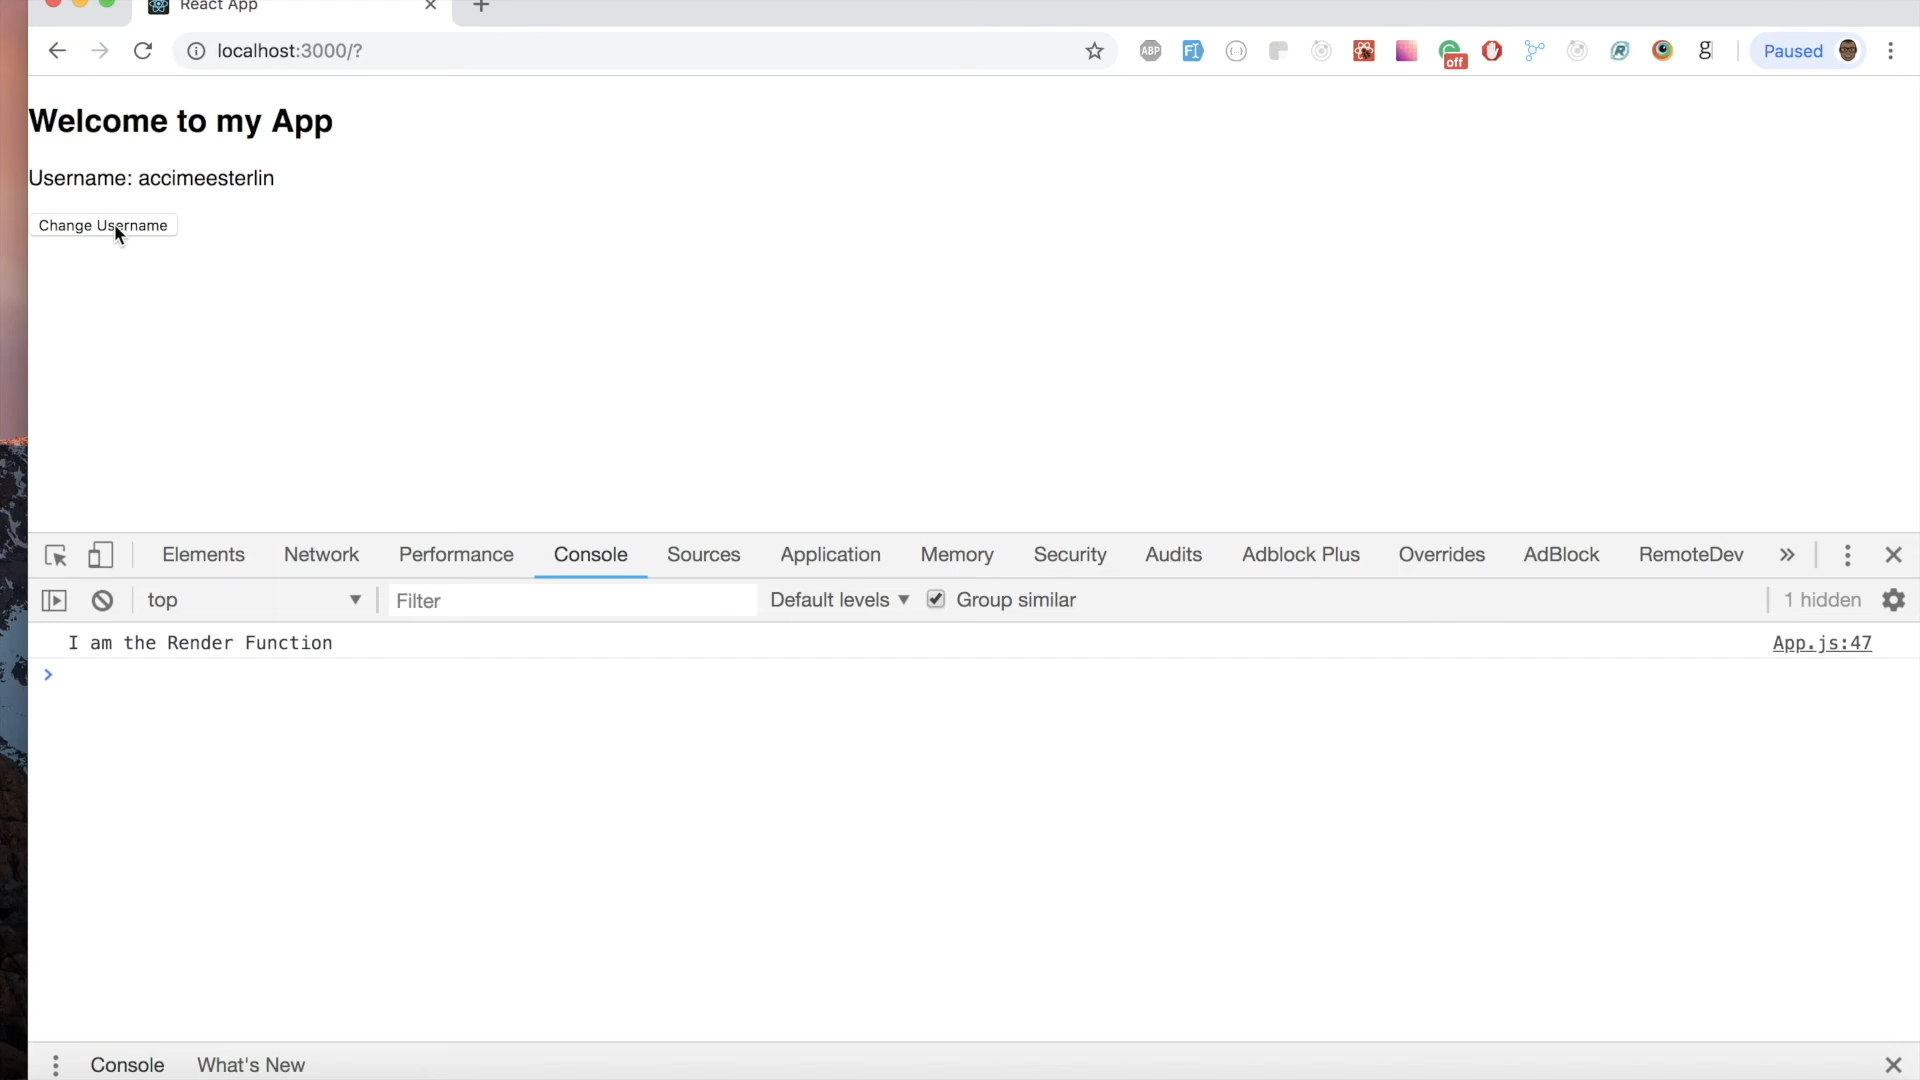 React App
localhost:3000/?
ABP
off
g
Paused
Welcome to my App
Username: accimeesterlin
Change Username
Elements Network Performance Console Sources Application Memory Security Audits Adblock Plus Overrides AdBlock RemoteDev
top Filter Default levels Group similar 1 hidden
I am the Render Function App.js:47
Console What's New